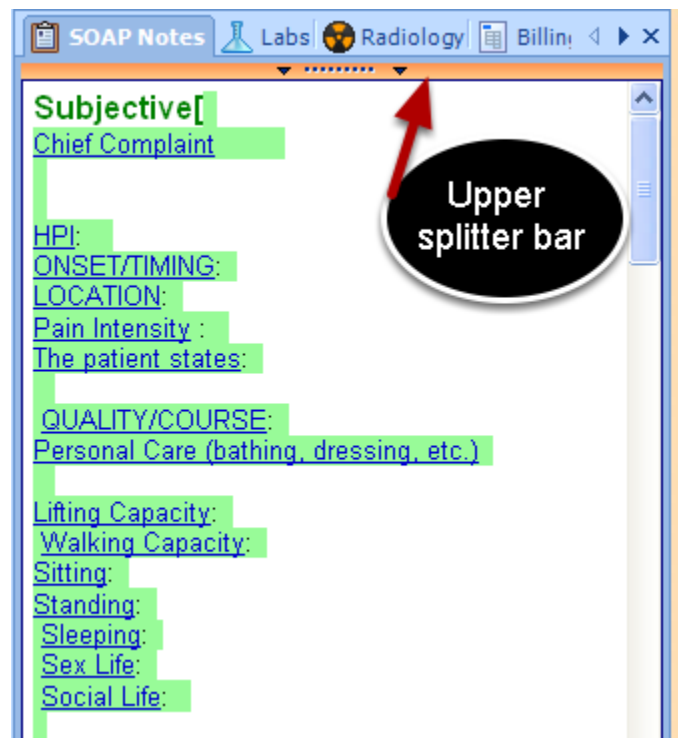 SOAP Notes Labs Radiology Billin
Upper
splitter bar
Subjective[
Chief Complaint
HPI:
ONSET/TIMING:
LOCATION:
Pain Intensity :
The patient states:
QUALITY/COURSE:
Personal Care (bathing, dressing, etc.)
Lifting Capacity:
Walking Capacity:
Sitting:
Standing:
Sleeping:
Sex Life:
Social Life: